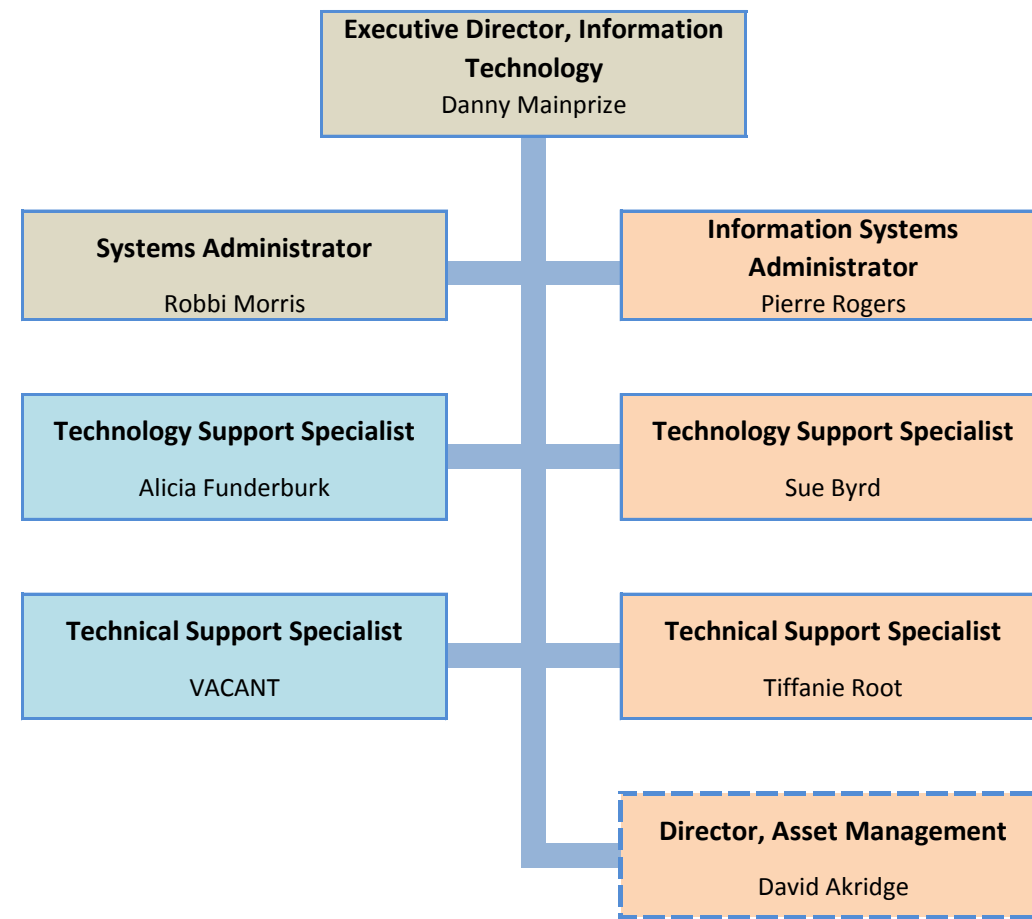 Executive Director, Information
Technology
Danny Mainprize
Systems Administrator
Robbi Morris
Information Systems
Administrator
Pierre Rogers
Technology Support Specialist
Alicia Funderburk
Technology Support Specialist
Sue Byrd
Technical Support Specialist
VACANT
Technical Support Specialist
Tiffanie Root
Director, Asset Management
David Akridge